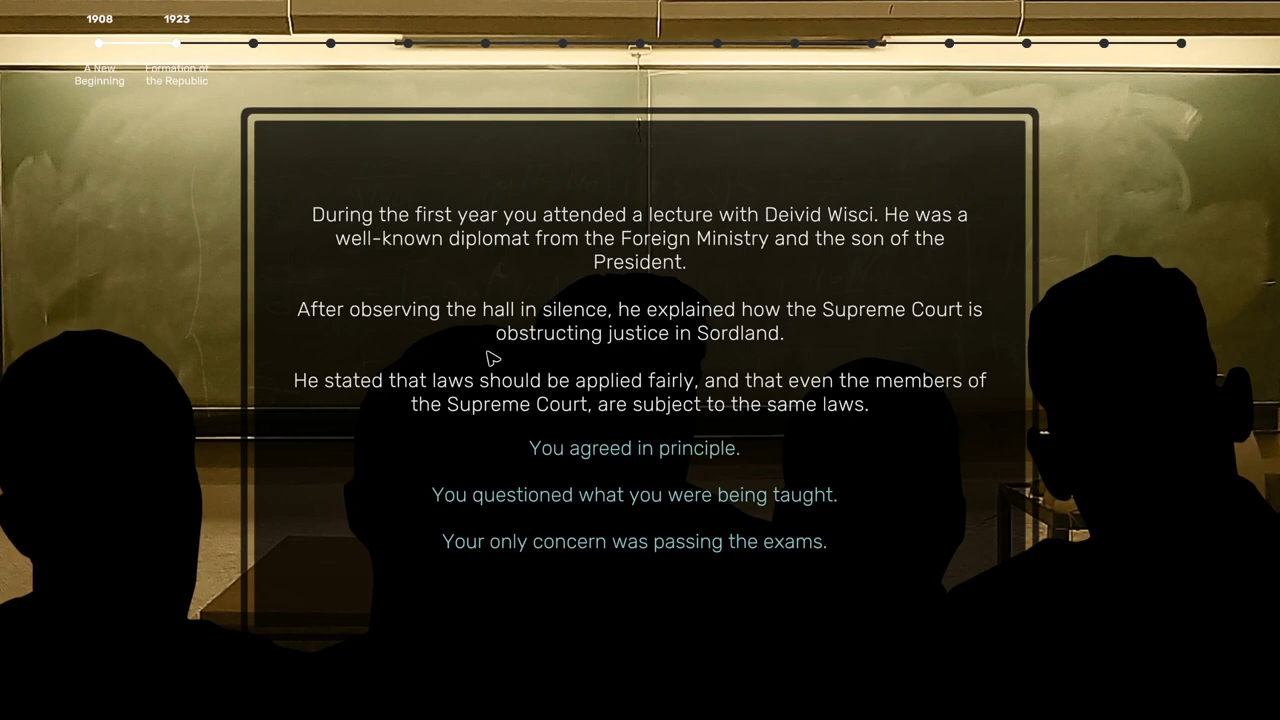 1908
1923
A New
Beginning
Formation of
the Republic
During the first year you attended a lecture with Deivid Wisci. He was a
well-known diplomat from the Foreign Ministry and the son of the
President.
After observing the hall in silence, he explained how the Supreme Court is
obstructing justice in Sordland.
He stated that laws should be applied fairly, and that even the members of
the Supreme Court, are subject to the same laws.
You agreed in principle.
You questioned what you were being taught.
Your only concern was passing the exams.